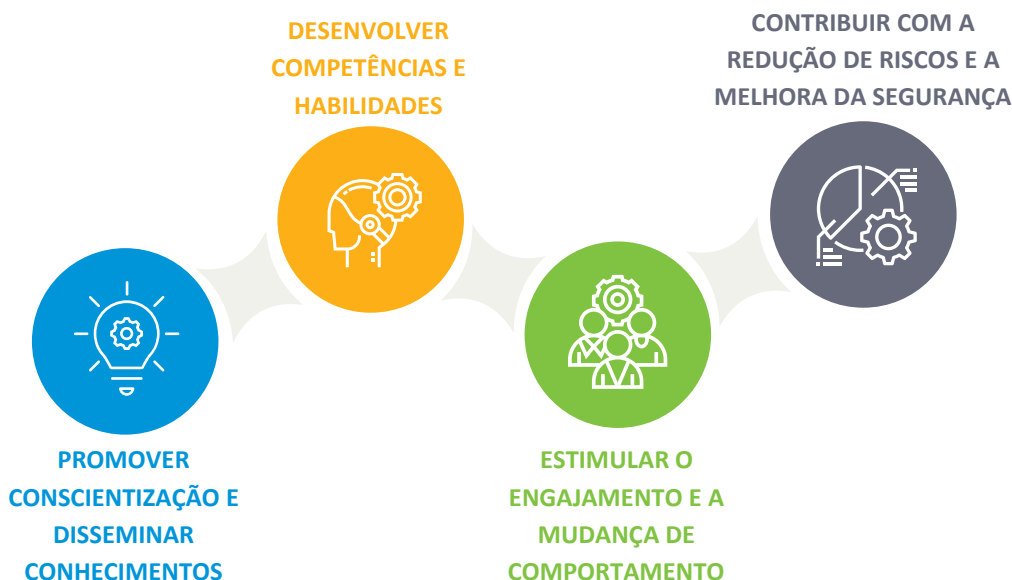 PROMOVER
CONSCIENTIZAÇÃO E
DISSEMINAR
CONHECIMENTOS
DESENVOLVER
COMPETÊNCIAS E
HABILIDADES
ESTIMULAR O
ENGAJAMENTO E A
MUDANÇA DE
COMPORTAMENTO
CONTRIBUIR COM A
REDUÇÃO DE RISCOS E A
MELHORA DA SEGURANÇA